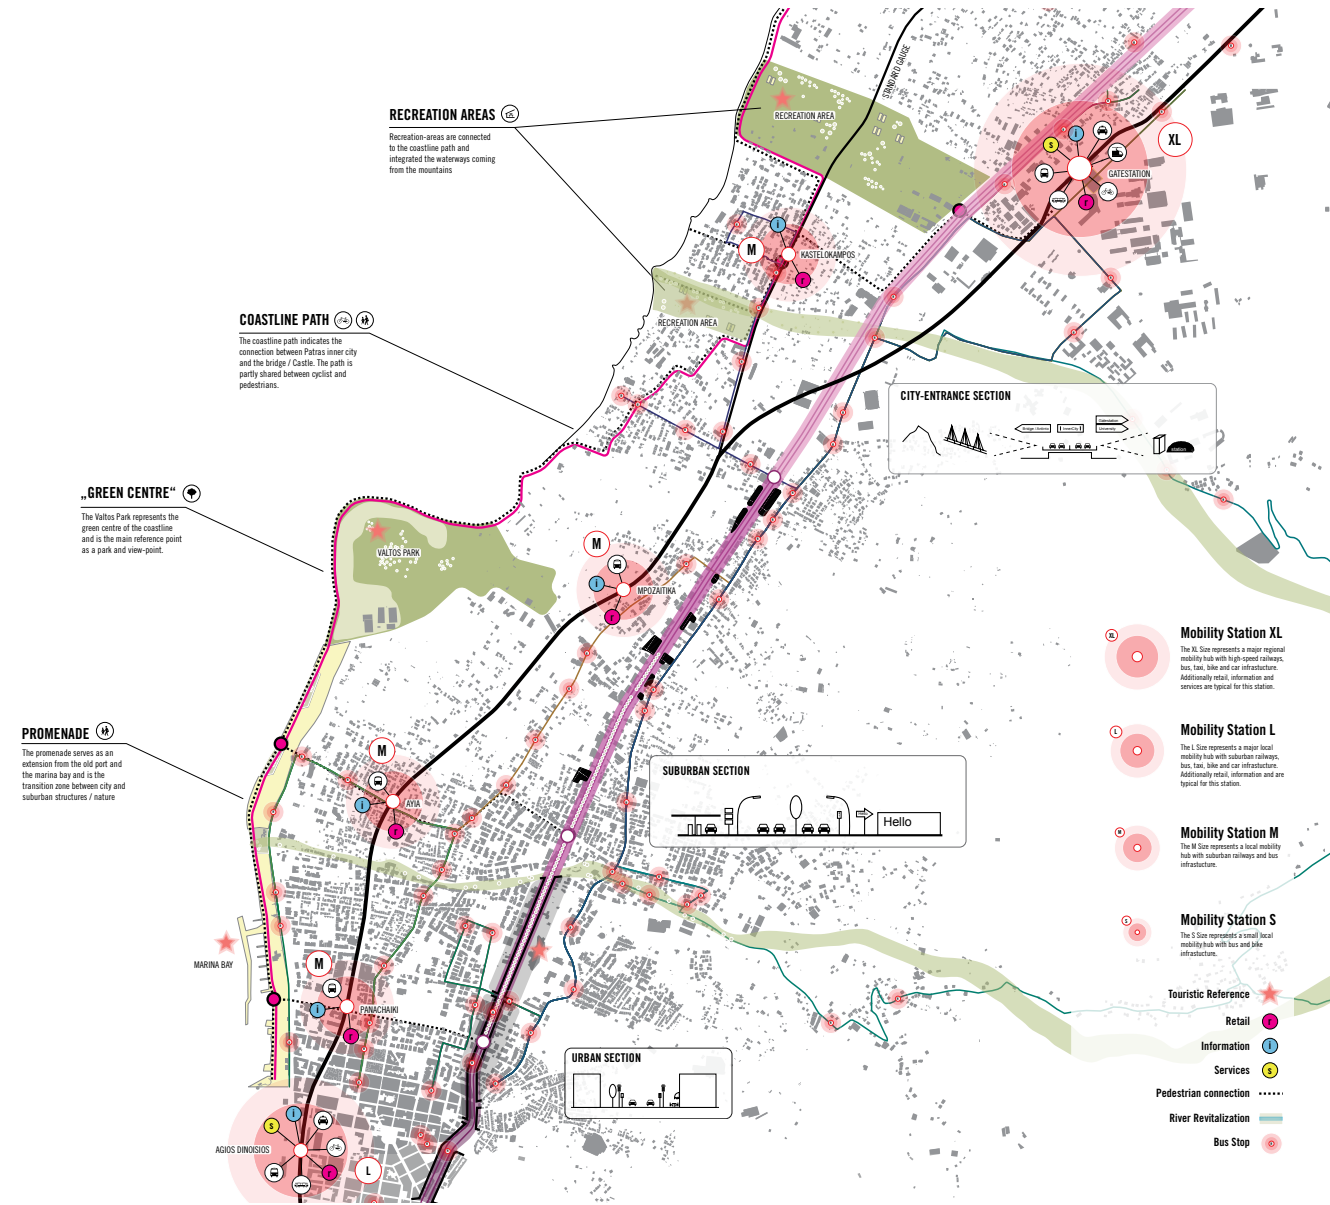 STANDARD GAUGE
RECREATION AREAS
Recreation-areas are connected
to the coastline path and
integrated the waterways coming
from the mountains
RECREATION AREA
XL
GATESTATION
S
i
r
M
i
KASTELOKAMPOS
r
RECREATION AREA
COASTLINE PATH
The coastline path indicates the
connection between Patras inner city
and the bridge / Castle. The path is
partly shared between cyclist and
pedestrians.
CITY-ENTRANCE SECTION
Bridge / Antirrio
InnerCity
Gatestation
University
station
„GREEN CENTRE“
The Valtos Park represents the
green centre of the coastline
and is the main reference point
as a park and view-point.
VALTOS PARK
M
i
MPOZAITIKA
r
PROMENADE
The promenade serves as an
extension from the old port and
the marina bay and is the
transition zone between city and
suburban structures / nature
M
i
AYIA
r
SUBURBAN SECTION
Hello
MARINA BAY
M
i
PANACHAIKI
r
URBAN SECTION
S
i
AGIOS DINOISIOS
r
L
XL
Mobility Station XL
The XL Size represents a major regional
mobility hub with high-speed railways,
bus, taxi, bike and car infrastucture.
Additionally retail, information and
services are typical for this station.
L
Mobility Station L
The L Size represents a major local
mobility hub with suburban railways,
bus, taxi, bike and car infrastucture.
Additionally retail, information and are
typical for this station.
M
Mobility Station M
The M Size represents a local mobility
hub with suburban railways and bus
infrastucture.
S
Mobility Station S
The S Size represents a small local
mobility hub with bus and bike
infrastucture.
Touristic Reference
Retail r
Information i
Services S
Pedestrian connection
River Revitalization
Bus Stop